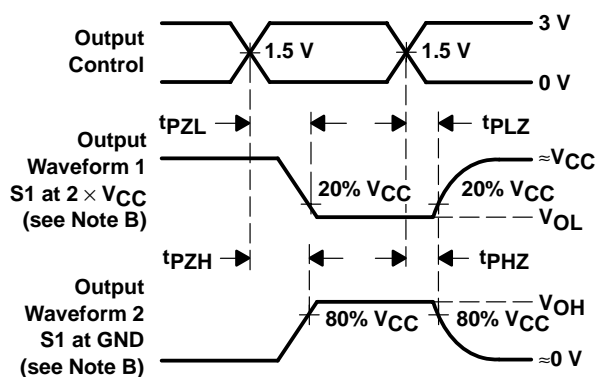 Output
Control
1.5 V
1.5 V
3 V
0 V
tPZL
tPLZ
Output
Waveform 1
S1 at 2 × VCC
(see Note B)
20% VCC
20% VCC
≈VCC
VOL
tPZH
tPHZ
Output
Waveform 2
S1 at GND
(see Note B)
80% VCC
80% VCC
VOH
≈0 V